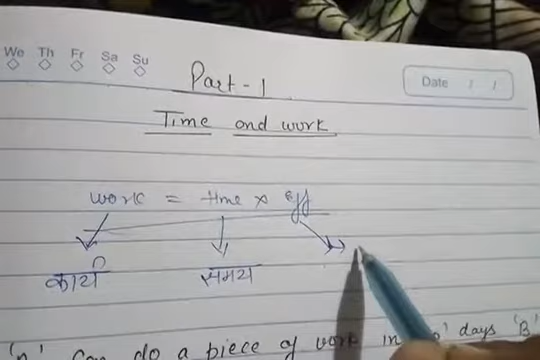 We Th Fr Sa Su
Part - 1
Date / /
Time and work
work = time × eff
कार्य समय
can do a piece of work in days 'B'